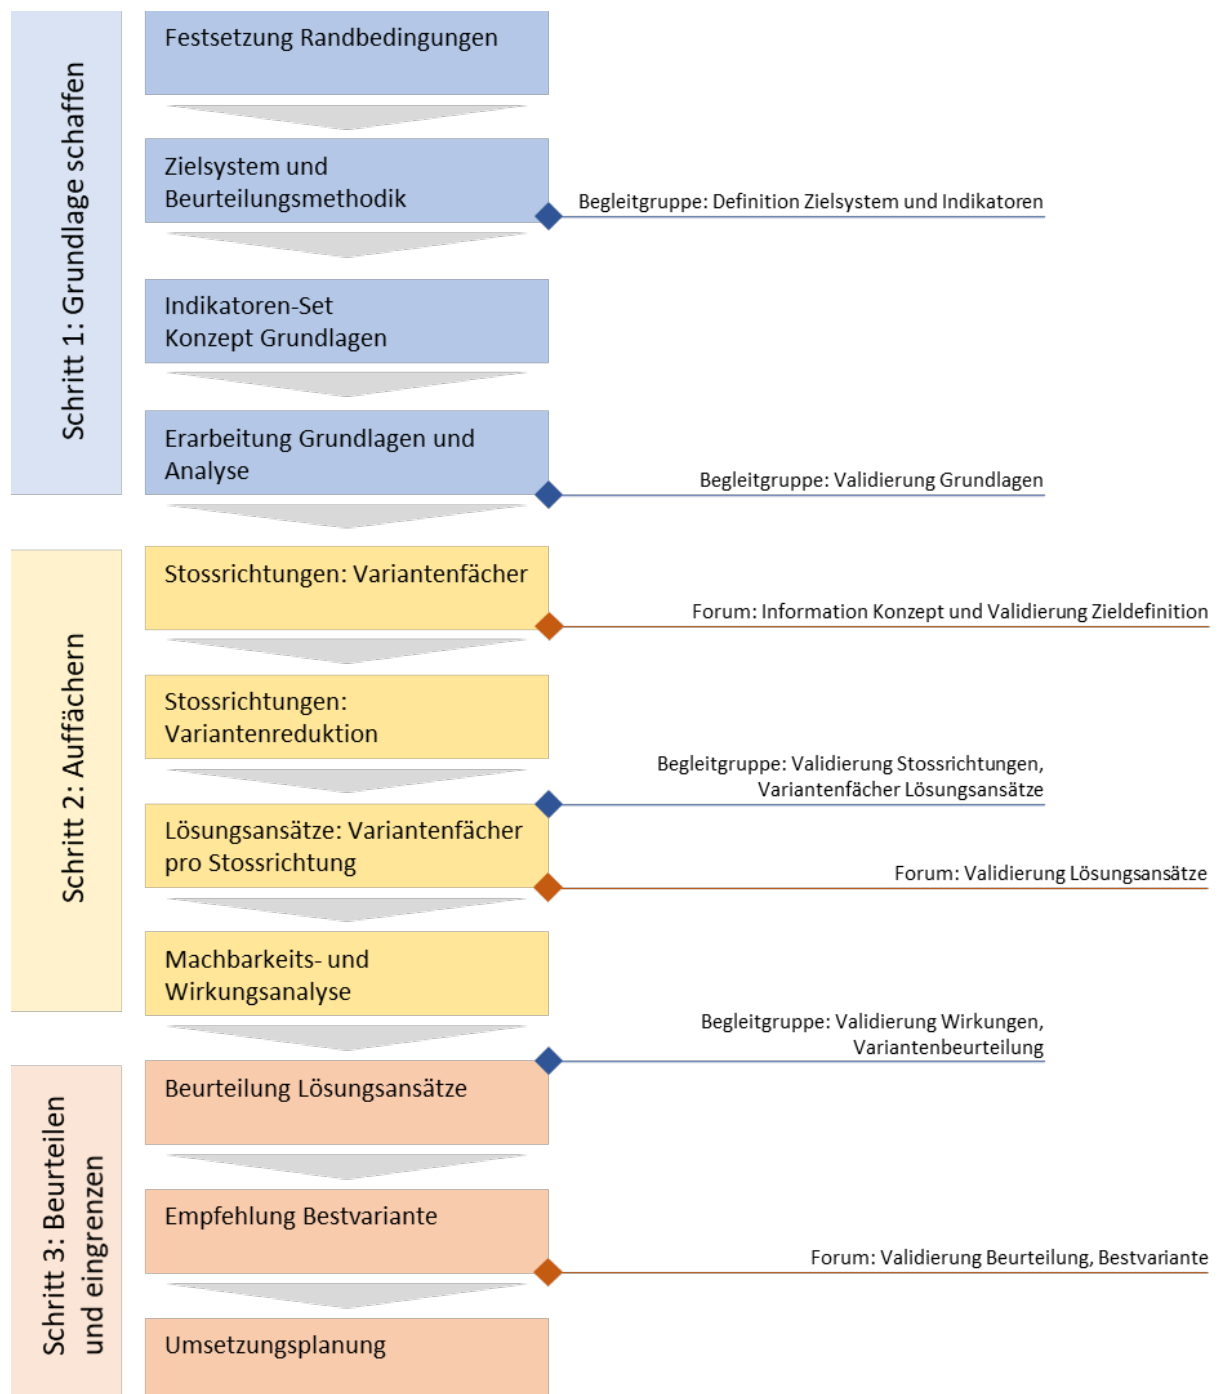 Schritt 1: Grundlage schaffen
Festsetzung Randbedingungen
Zielsystem und
Beurteilungsmethodik
Begleitgruppe: Definition Zielsystem und Indikatoren
Indikatoren-Set
Konzept Grundlagen
Erarbeitung Grundlagen und
Analyse
Begleitgruppe: Validierung Grundlagen
Schritt 2: Auffächern
Stossrichtungen: Variantenfächer
Forum: Information Konzept und Validierung Zieldefinition
Stossrichtungen:
Variantenreduktion
Begleitgruppe: Validierung Stossrichtungen,
Variantenfächer Lösungsansätze
Lösungsansätze: Variantenfächer
pro Stossrichtung
Forum: Validierung Lösungsansätze
Machbarkeits- und
Wirkungsanalyse
Begleitgruppe: Validierung Wirkungen,
Variantenbeurteilung
Schritt 3: Beurteilen
und eingrenzen
Beurteilung Lösungsansätze
Empfehlung Bestvariante
Forum: Validierung Beurteilung, Bestvariante
Umsetzungsplanung